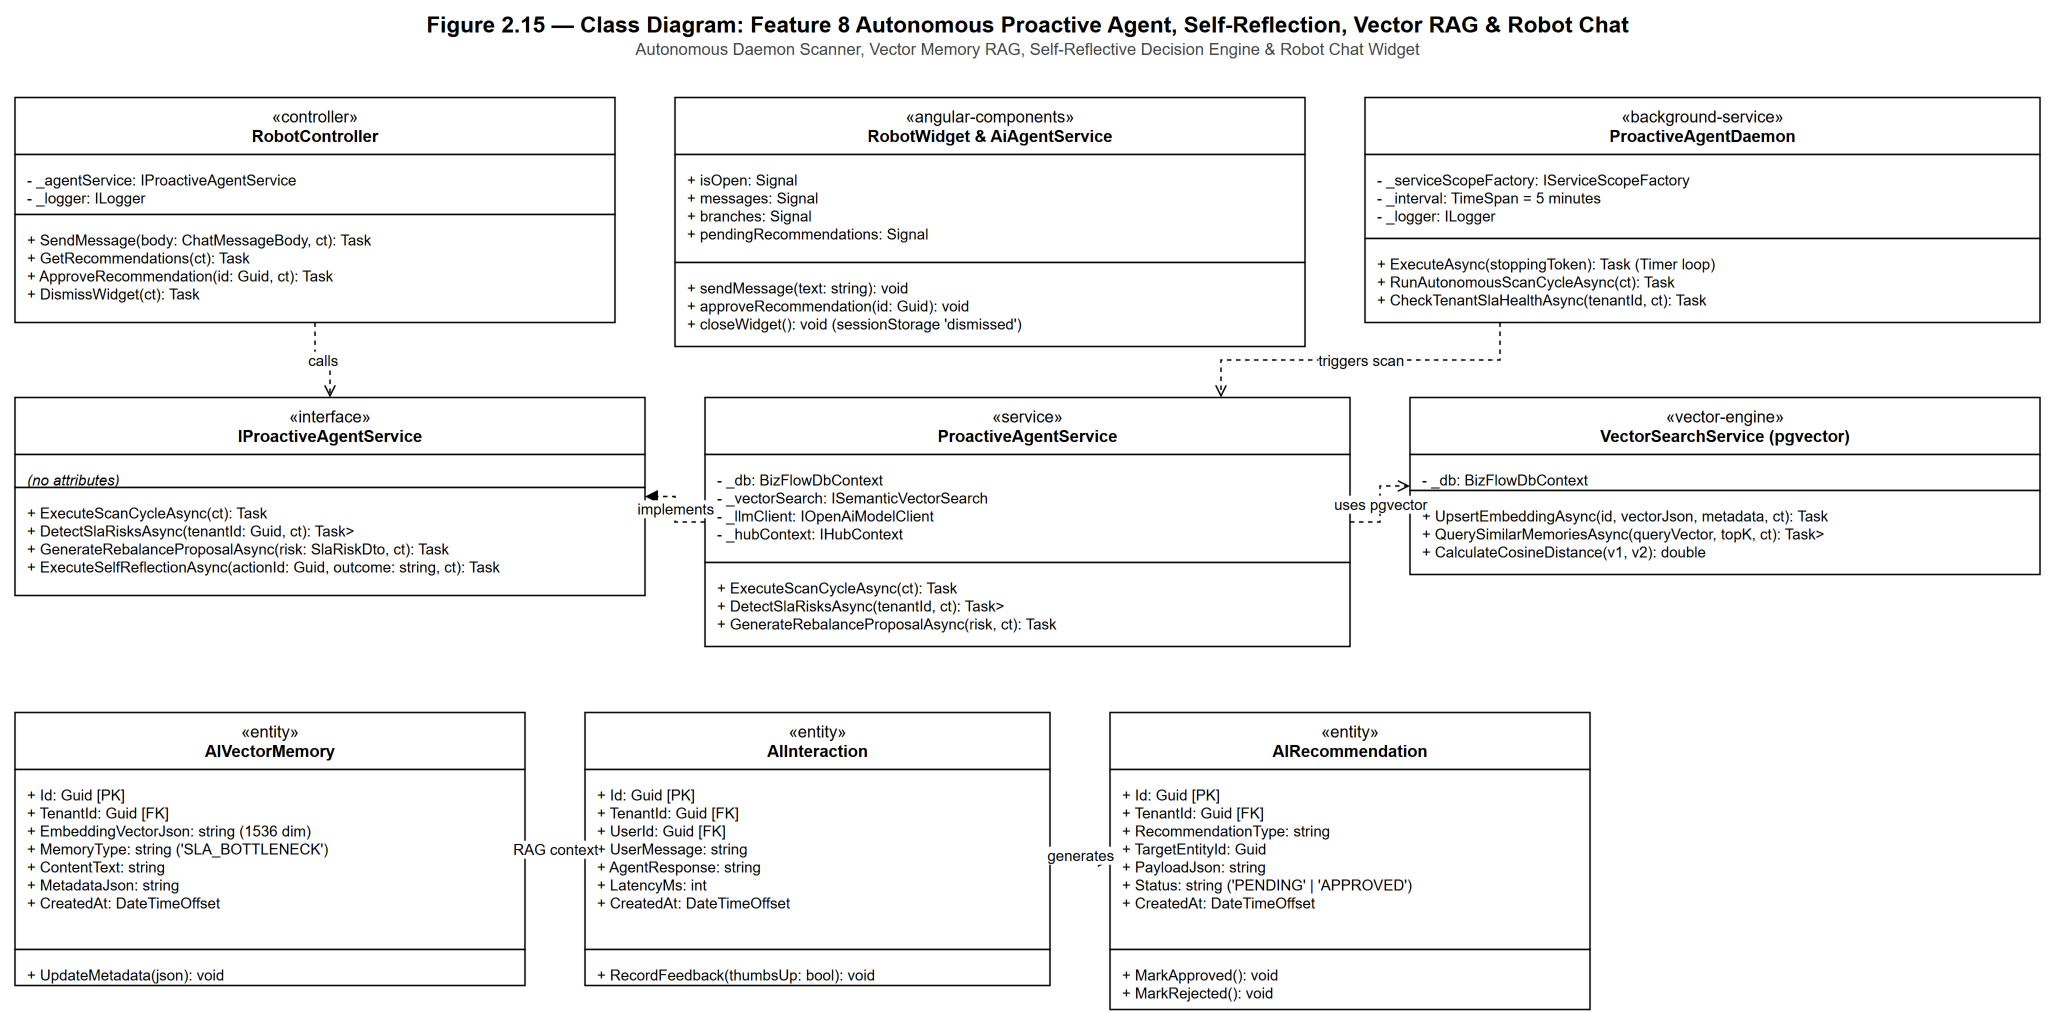 Figure 2.15 — Class Diagram: Feature 8 Autonomous Proactive Agent, Self-Reflection, Vector RAG & Robot Chat
Autonomous Daemon Scanner, Vector Memory RAG, Self-Reflective Decision Engine & Robot Chat Widget
«controller»
RobotController
- _agentService: IProactiveAgentService
- _logger: ILogger
+ SendMessage(body: ChatMessageBody, ct): Task
+ GetRecommendations(ct): Task
+ ApproveRecommendation(id: Guid, ct): Task
+ DismissWidget(ct): Task
«angular-components»
RobotWidget & AiAgentService
+ isOpen: Signal
+ messages: Signal
+ branches: Signal
+ pendingRecommendations: Signal
+ sendMessage(text: string): void
+ approveRecommendation(id: Guid): void
+ closeWidget(): void (sessionStorage 'dismissed')
«background-service»
ProactiveAgentDaemon
- _serviceScopeFactory: IServiceScopeFactory
- _interval: TimeSpan = 5 minutes
- _logger: ILogger
+ ExecuteAsync(stoppingToken): Task (Timer loop)
+ RunAutonomousScanCycleAsync(ct): Task
+ CheckTenantSlaHealthAsync(tenantId, ct): Task
calls
triggers scan
«interface»
IProactiveAgentService
(no attributes)
+ ExecuteScanCycleAsync(ct): Task
+ DetectSlaRisksAsync(tenantId: Guid, ct): Task>
+ GenerateRebalanceProposalAsync(risk: SlaRiskDto, ct): Task
+ ExecuteSelfReflectionAsync(actionId: Guid, outcome: string, ct): Task
implements
«service»
ProactiveAgentService
- _db: BizFlowDbContext
- _vectorSearch: ISemanticVectorSearch
- _llmClient: IOpenAiModelClient
- _hubContext: IHubContext
+ ExecuteScanCycleAsync(ct): Task
+ DetectSlaRisksAsync(tenantId, ct): Task>
+ GenerateRebalanceProposalAsync(risk, ct): Task
uses pgvector
«vector-engine»
VectorSearchService (pgvector)
- _db: BizFlowDbContext
+ UpsertEmbeddingAsync(id, vectorJson, metadata, ct): Task
+ QuerySimilarMemoriesAsync(queryVector, topK, ct): Task>
+ CalculateCosineDistance(v1, v2): double
«entity»
AIVectorMemory
+ Id: Guid [PK]
+ TenantId: Guid [FK]
+ EmbeddingVectorJson: string (1536 dim)
+ MemoryType: string ('SLA_BOTTLENECK')
+ ContentText: string
+ MetadataJson: string
+ CreatedAt: DateTimeOffset
+ UpdateMetadata(json): void
RAG context
«entity»
AIInteraction
+ Id: Guid [PK]
+ TenantId: Guid [FK]
+ UserId: Guid [FK]
+ UserMessage: string
+ AgentResponse: string
+ LatencyMs: int
+ CreatedAt: DateTimeOffset
+ RecordFeedback(thumbsUp: bool): void
generates
«entity»
AIRecommendation
+ Id: Guid [PK]
+ TenantId: Guid [FK]
+ RecommendationType: string
+ TargetEntityId: Guid
+ PayloadJson: string
+ Status: string ('PENDING' | 'APPROVED')
+ CreatedAt: DateTimeOffset
+ MarkApproved(): void
+ MarkRejected(): void